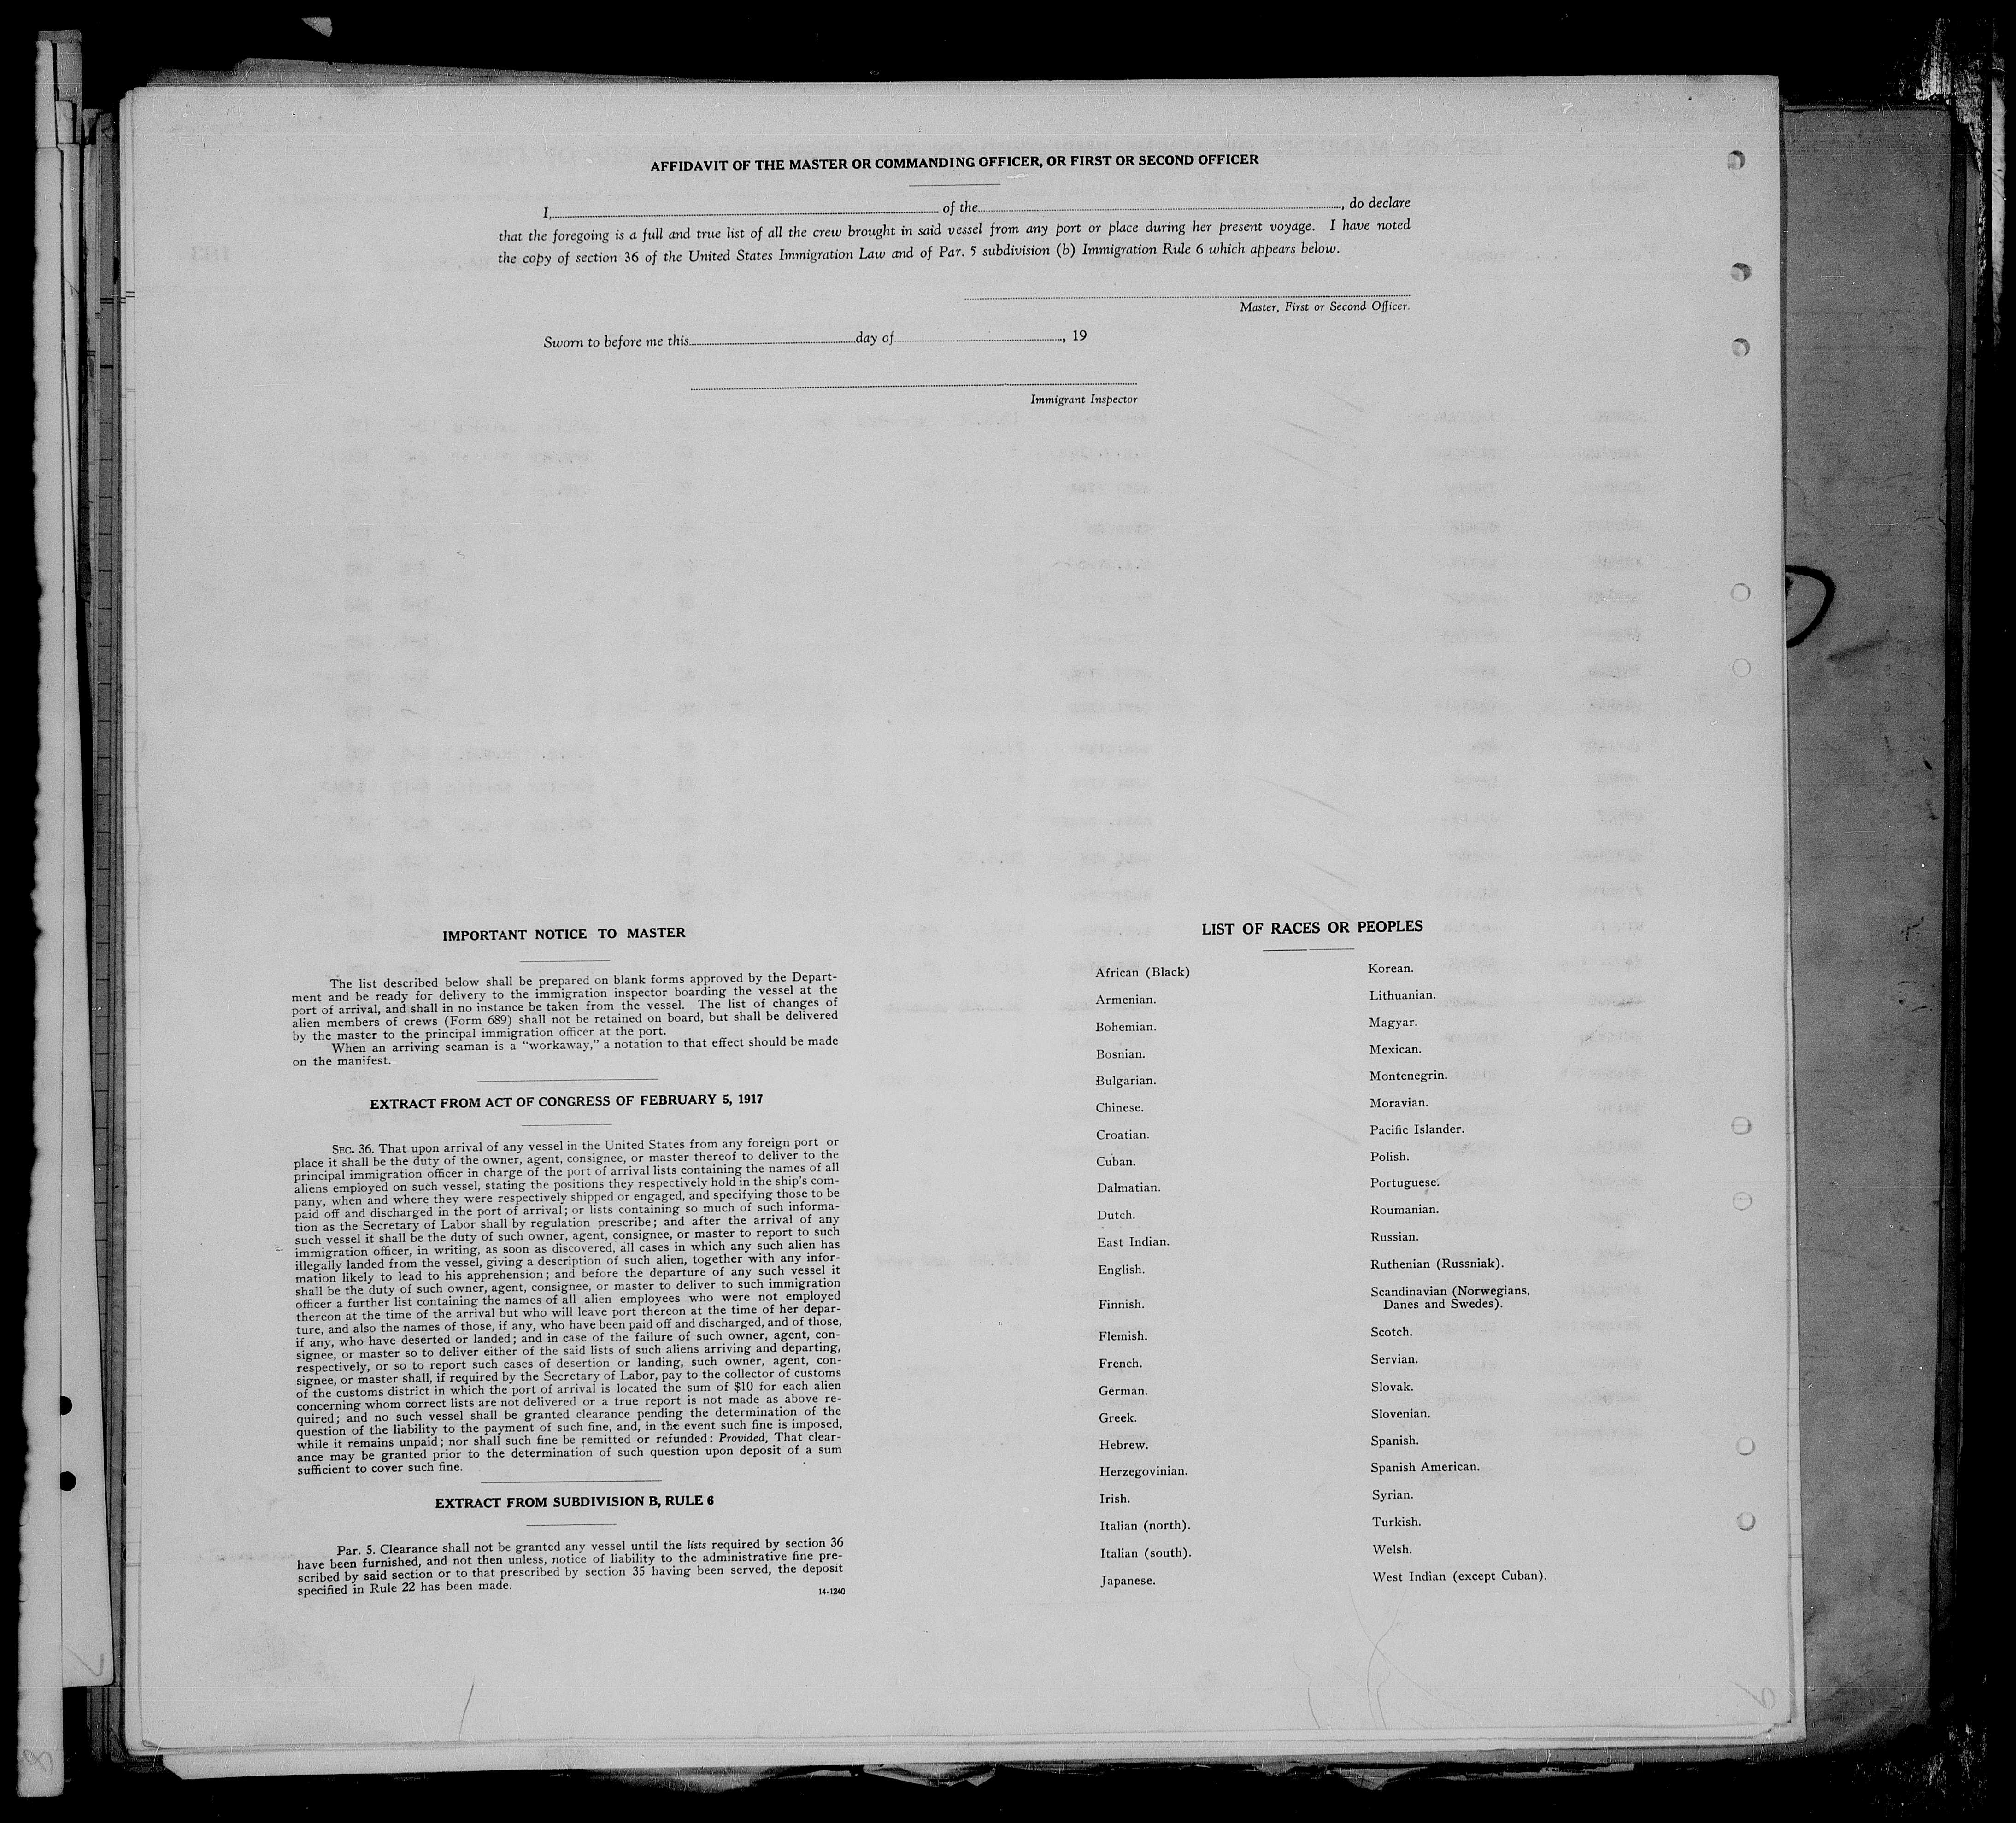 AFFIDAVIT OF THE MASTER OR COMMANDING OFFICER, OR FIRST OR SECOND OFFICER
I, of the , do declare
that the foregoing is a full and true list of all the crew brought in said vessel from any port or place during her present voyage. I have noted
the copy of section 36 of the United States Immigration Law and of Par. 5 subdivision (b) Immigration Rule 6 which appears below.
Master, First or Second Officer.
Sworn to before me this day of , 19
Immigrant Inspector
IMPORTANT NOTICE TO MASTER
The list described below shall be prepared on blank forms approved by the Depart-
ment and be ready for delivery to the immigration inspector boarding the vessel at the
port of arrival, and shall in no instance be taken from the vessel. The list of changes of
alien members of crews (Form 689) shall not be retained on board, but shall be delivered
by the master to the principal immigration officer at the port.
When an arriving seaman is a "workaway," a notation to that effect should be made
on the manifest.
EXTRACT FROM ACT OF CONGRESS OF FEBRUARY 5, 1917
SEC. 36. That upon arrival of any vessel in the United States from any foreign port or
place it shall be the duty of the owner, agent, consignee, or master thereof to deliver to the
principal immigration officer in charge of the port of arrival lists containing the names of all
aliens employed on such vessel, stating the positions they respectively hold in the ship's com-
pany, when and where they were respectively shipped or engaged, and specifying those to be
paid off and discharged in the port of arrival; or lists containing so much of such informa-
tion as the Secretary of Labor shall by regulation prescribe; and after the arrival of any
such vessel it shall be the duty of such owner, agent, consignee, or master to report to such
immigration officer, in writing, as soon as discovered, all cases in which any such alien has
illegally landed from the vessel, giving a description of such alien, together with any infor-
mation likely to lead to his apprehension; and before the departure of any such vessel it
shall be the duty of such owner, agent, consignee, or master to deliver to such immigration
officer a further list containing the names of all alien employees who were not employed
thereon at the time of the arrival but who will leave port thereon at the time of her depar-
ture, and also the names of those, if any, who have been paid off and discharged, and of those,
if any, who have deserted or landed; and in case of the failure of such owner, agent, con-
signee, or master so to deliver either of the said lists of such aliens arriving and departing,
respectively, or so to report such cases of desertion or landing, such owner, agent, con-
signee, or master shall, if required by the Secretary of Labor, pay to the collector of customs
of the customs district in which the port of arrival is located the sum of $10 for each alien
concerning whom correct lists are not delivered or a true report is not made as above re-
quired; and no such vessel shall be granted clearance pending the determination of the
question of the liability to the payment of such fine, and, in the event such fine is imposed,
while it remains unpaid; nor shall such fine be remitted or refunded: Provided, That clear-
ance may be granted prior to the determination of such question upon deposit of a sum
sufficient to cover such fine.
EXTRACT FROM SUBDIVISION B, RULE 6
Par. 5. Clearance shall not be granted any vessel until the lists required by section 36
have been furnished, and not then unless, notice of liability to the administrative fine pre-
scribed by said section or to that prescribed by section 35 having been served, the deposit
specified in Rule 22 has been made.
14-1240
LIST OF RACES OR PEOPLES
African (Black)
Armenian.
Bohemian.
Bosnian.
Bulgarian.
Chinese.
Croatian.
Cuban.
Dalmatian.
Dutch.
East Indian.
English.
Finnish.
Flemish.
French.
German.
Greek.
Hebrew.
Herzegovinian.
Irish.
Italian (north).
Italian (south).
Japanese.
Korean.
Lithuanian.
Magyar.
Mexican.
Montenegrin.
Moravian.
Pacific Islander.
Polish.
Portuguese.
Roumanian.
Russian.
Ruthenian (Russniak).
Scandinavian (Norwegians,
Danes and Swedes).
Scotch.
Servian.
Slovak.
Slovenian.
Spanish.
Spanish American.
Syrian.
Turkish.
Welsh.
West Indian (except Cuban).